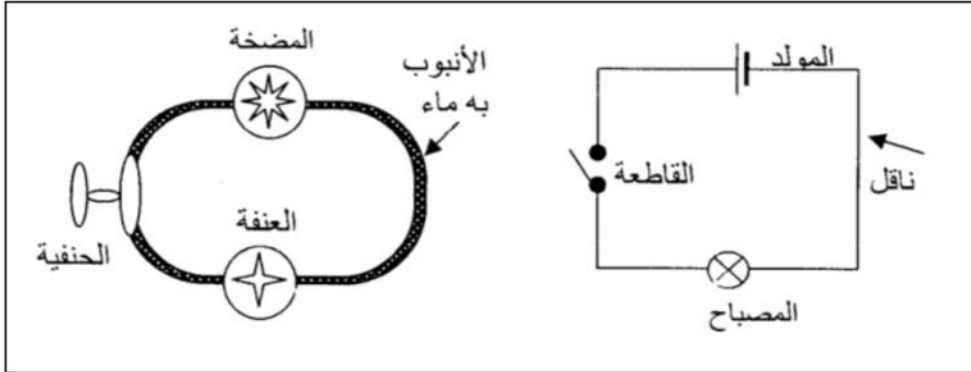 المضخة
الأنبوب
به ماء
العنفة
الحنفية
المولد
ناقل
القاطعة
المصباح